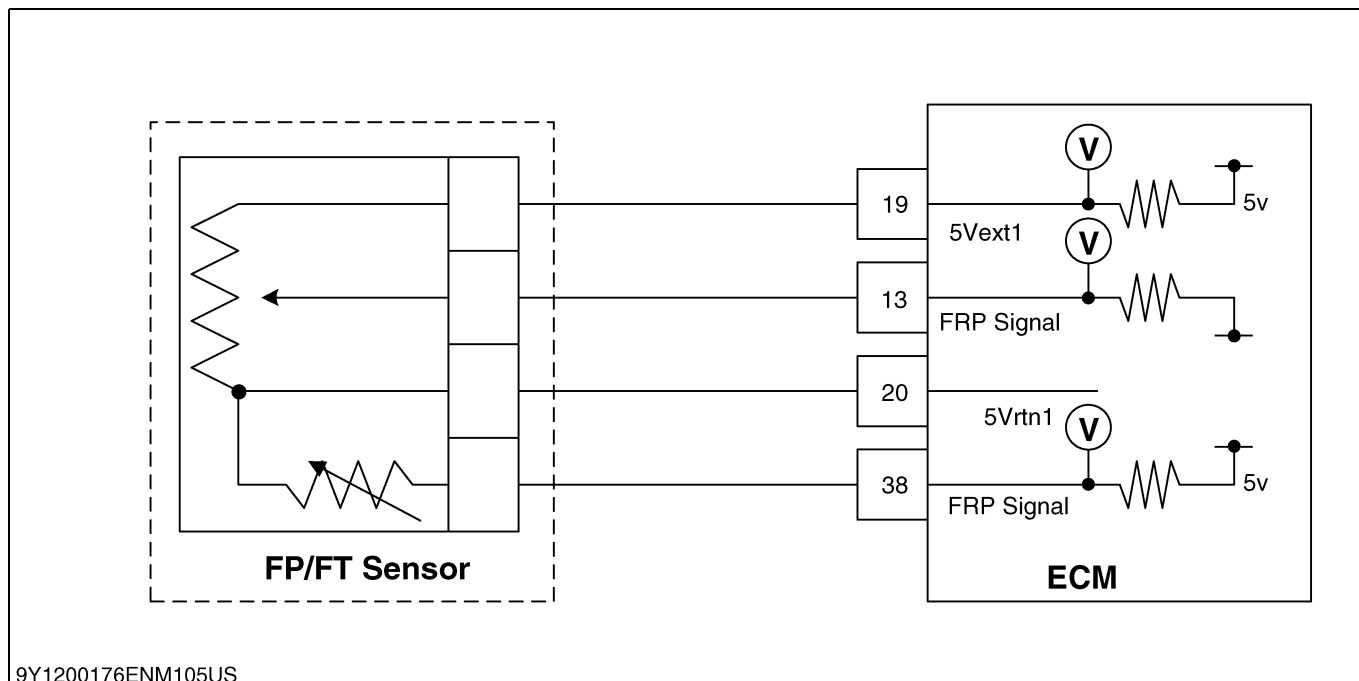 V
19
5v
5Vext1
V
13
FRP Signal
20
5Vrtn1
V
38
5v
FRP Signal
FP/FT Sensor
ECM
9Y1200176ENM105US